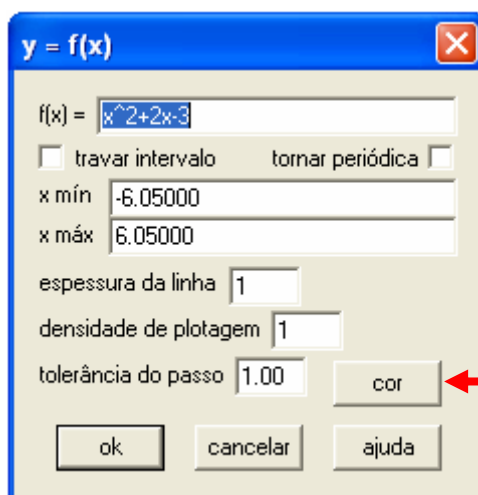 y = f(x)
f(x) = x^2+2x-3
travar intervalo tornar periódica
x mín -6.05000
x máx 6.05000
espessura da linha 1
densidade de plotagem 1
tolerância do passo 1.00 cor
ok cancelar ajuda